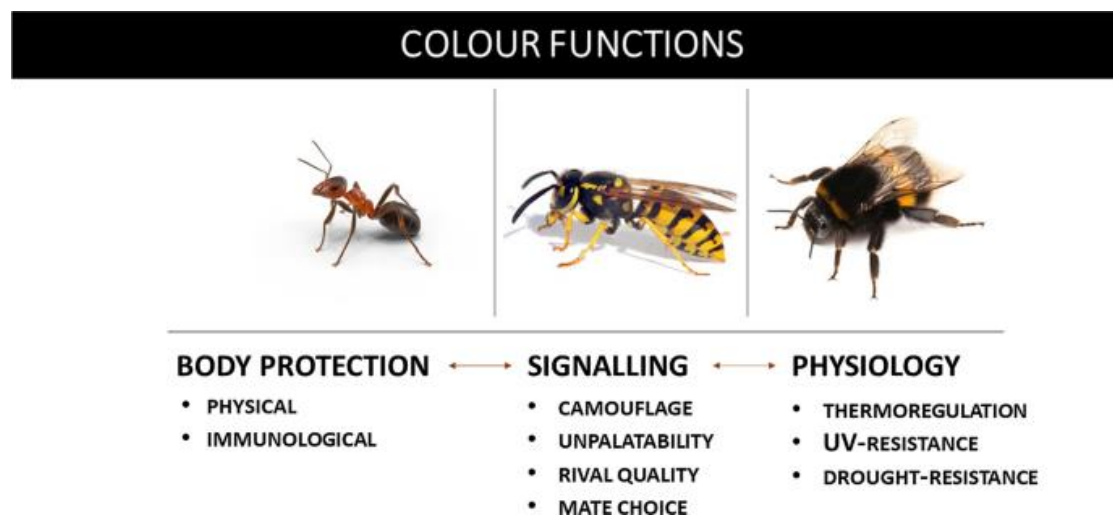 COLOUR FUNCTIONS
BODY PROTECTION
• PHYSICAL
• IMMUNOLOGICAL
SIGNALLING
• CAMOUFLAGE
• UNPALATABILITY
• RIVAL QUALITY
• MATE CHOICE
PHYSIOLOGY
• THERMOREGULATION
• UV-RESISTANCE
• DROUGHT-RESISTANCE